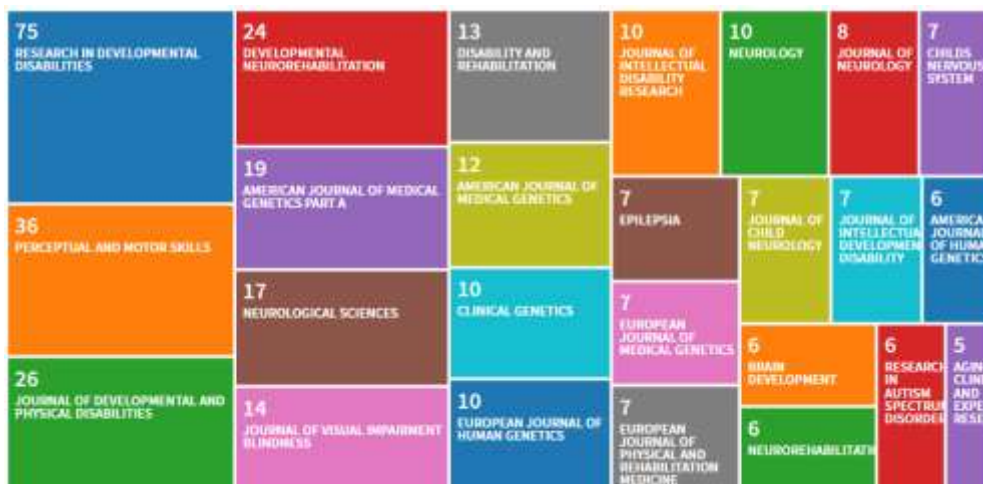 75
RESEARCH IN DEVELOPMENTAL
DISABILITIES
36
PERCEPTUAL AND MOTOR SKILLS
26
JOURNAL OF DEVELOPMENTAL AND
PHYSICAL DISABILITIES
24
DEVELOPMENTAL
NEUROREHABILITATION
19
AMERICAN JOURNAL OF MEDICAL
GENETICS PART A
17
NEUROLOGICAL SCIENCES
14
JOURNAL OF VISUAL IMPAIRMENT
BLINDNESS
13
DISABILITY AND
REHABILITATION
12
AMERICAN JOURNAL OF
MEDICAL GENETICS
10
CLINICAL GENETICS
10
EUROPEAN JOURNAL OF
HUMAN GENETICS
10
JOURNAL OF
INTELLECTUAL
DISABILITY
RESEARCH
10
NEUROLOGY
8
JOURNAL OF
NEUROLOGY
7
CHILDS
NERVOUS
SYSTEM
7
EPILEPSIA
7
EUROPEAN
JOURNAL OF
MEDICAL GENETICS
7
EUROPEAN
JOURNAL OF
PHYSICAL AND
REHABILITATION
MEDICINE
7
JOURNAL OF
CHILD
NEUROLOGY
7
JOURNAL OF
INTELLECTUA
DEVELOPMEN
DISABILITY
6
AMERICA
JOURNAL
OF HUMA
GENETICS
6
BRAIN
DEVELOPMENT
6
NEUROREHABILITATI
6
RESEARCH
IN
AUTISM
SPECTRU
DISORDER
5
AGIN
CLINI
AND
EXPE
RESE